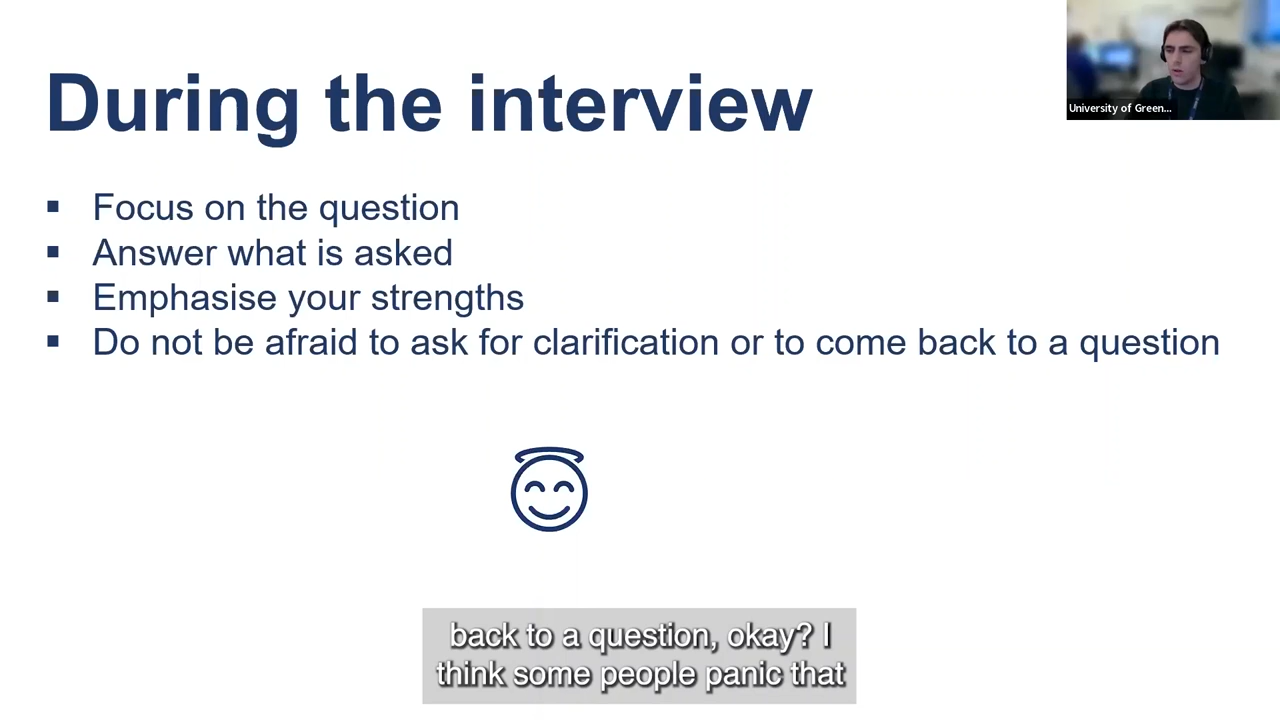 During the interview
University of Green...
▪ Focus on the question
▪ Answer what is asked
▪ Emphasise your strengths
▪ Do not be afraid to ask for clarification or to come back to a question
back to a question, okay? I
think some people panic that